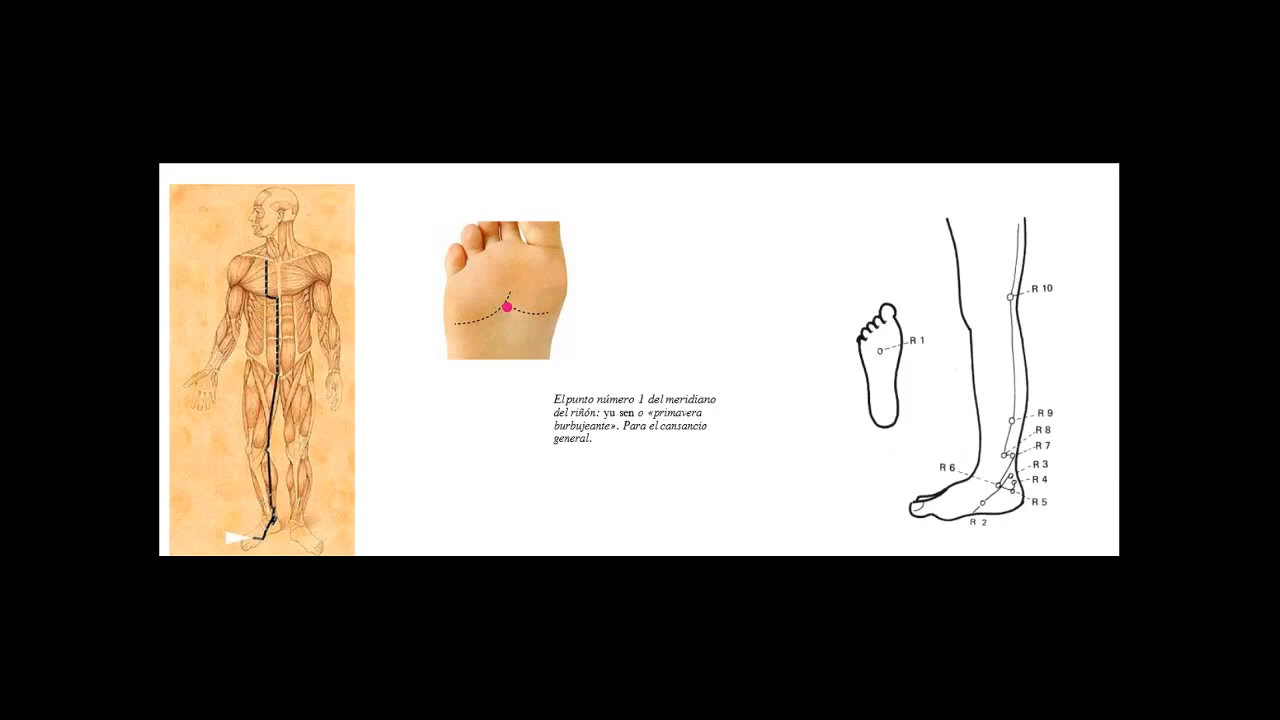 El punto número 1 del meridiano
del riñón: yu sen o «primavera
burbujeante». Para el cansancio
general.
R 1
R 10
R 9
R 8
R 7
R 6
R 3
R 4
R 5
R 2